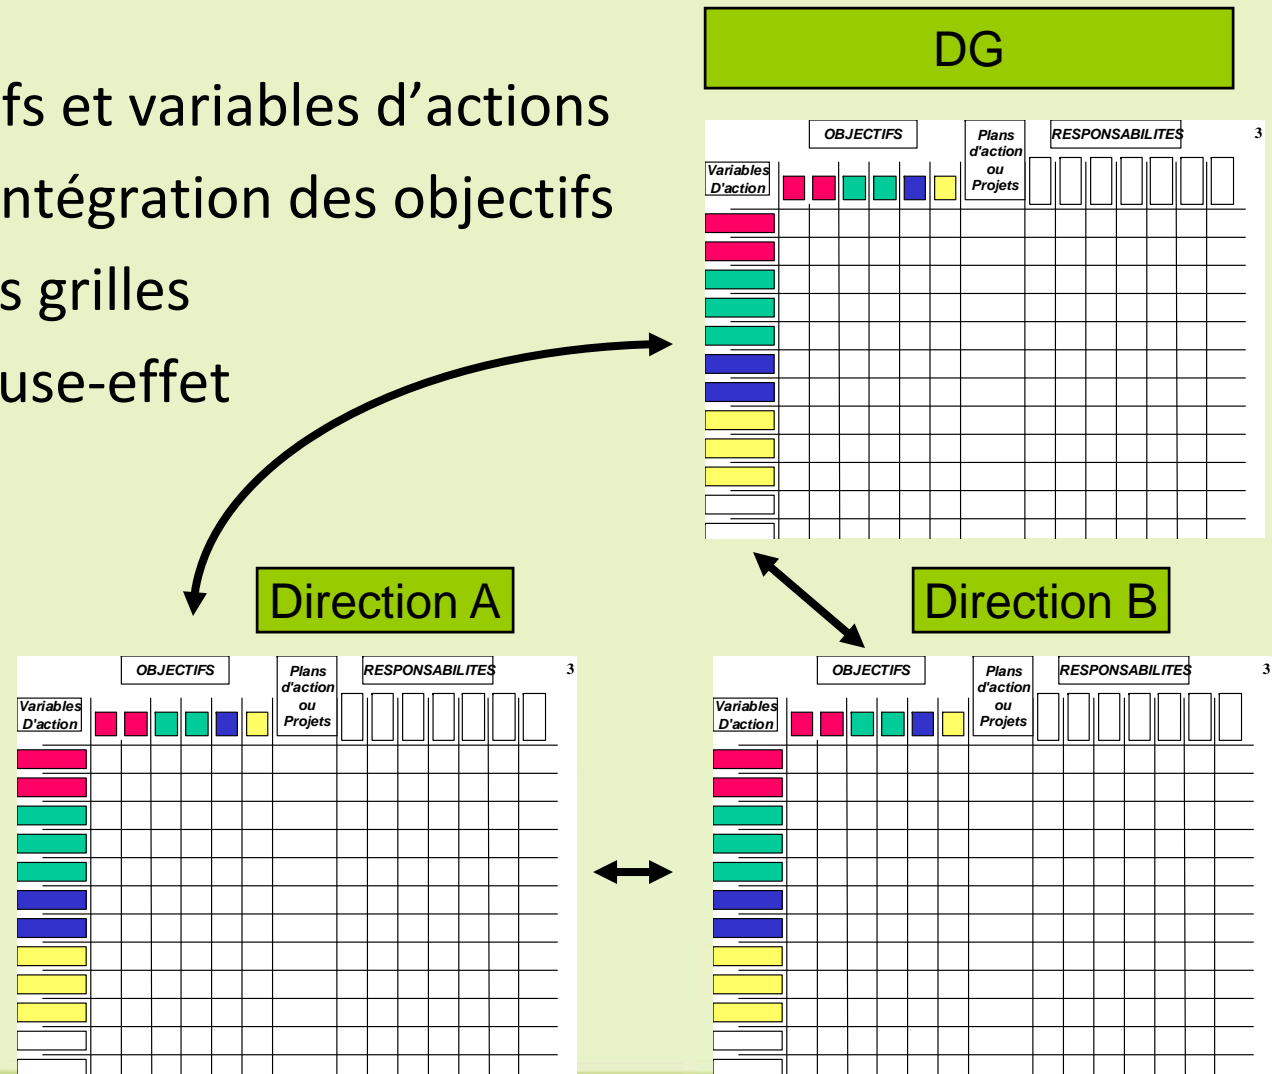 DG
fs et variables d’actions
ntégration des objectifs
s grilles
use-effet
OBJECTIFS
Plans
d'action
ou
Projets
RESPONSABILITES
3
Variables
D'action
Direction A
Direction B
OBJECTIFS
Plans
d'action
ou
Projets
RESPONSABILITES
3
Variables
D'action
OBJECTIFS
Plans
d'action
ou
Projets
RESPONSABILITES
3
Variables
D'action